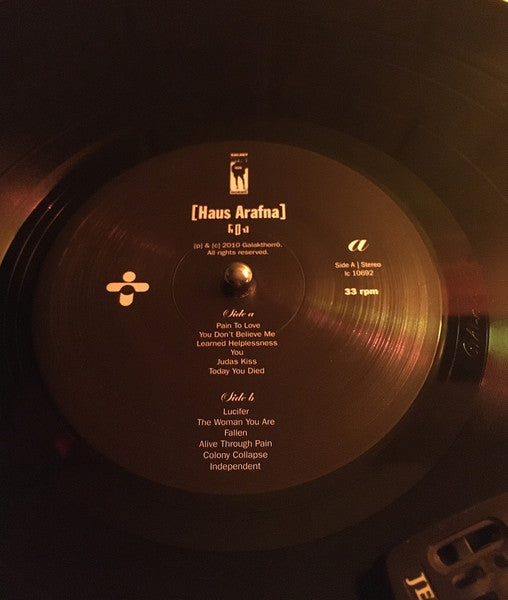 [Haus Arafna]
(p) & (c) 2010 Galakthorrö.
All rights reserved.
a
Side A | Stereo
lc 10692
33 rpm
Side a
Pain To Love
You Don't Believe Me
Learned Helplessness
You
Judas Kiss
Today You Died
Side b
Lucifer
The Woman You Are
Fallen
Alive Through Pain
Colony Collapse
Independent
JE